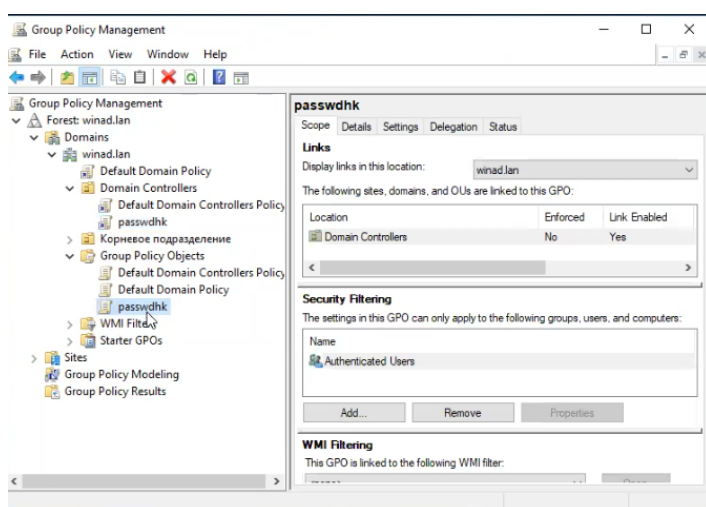 Group Policy Management
File Action View Window Help
Group Policy Management
Forest: winad.lan
Domains
winad.lan
Default Domain Policy
Domain Controllers
Default Domain Controllers Policy
passwdhk
Корневое подразделение
Group Policy Objects
Default Domain Controllers Policy
Default Domain Policy
passwdhk
WMI Filters
Starter GPOs
Sites
Group Policy Modeling
Group Policy Results
passwdhk
Scope Details Settings Delegation Status
Links
Display links in this location: winad.lan
The following sites, domains, and OUs are linked to this GPO:
Location Enforced Link Enabled
Domain Controllers No Yes
Security Filtering
The settings in this GPO can only apply to the following groups, users, and computers:
Name
Authenticated Users
Add... Remove Properties
WMI Filtering
This GPO is linked to the following WMI filter: